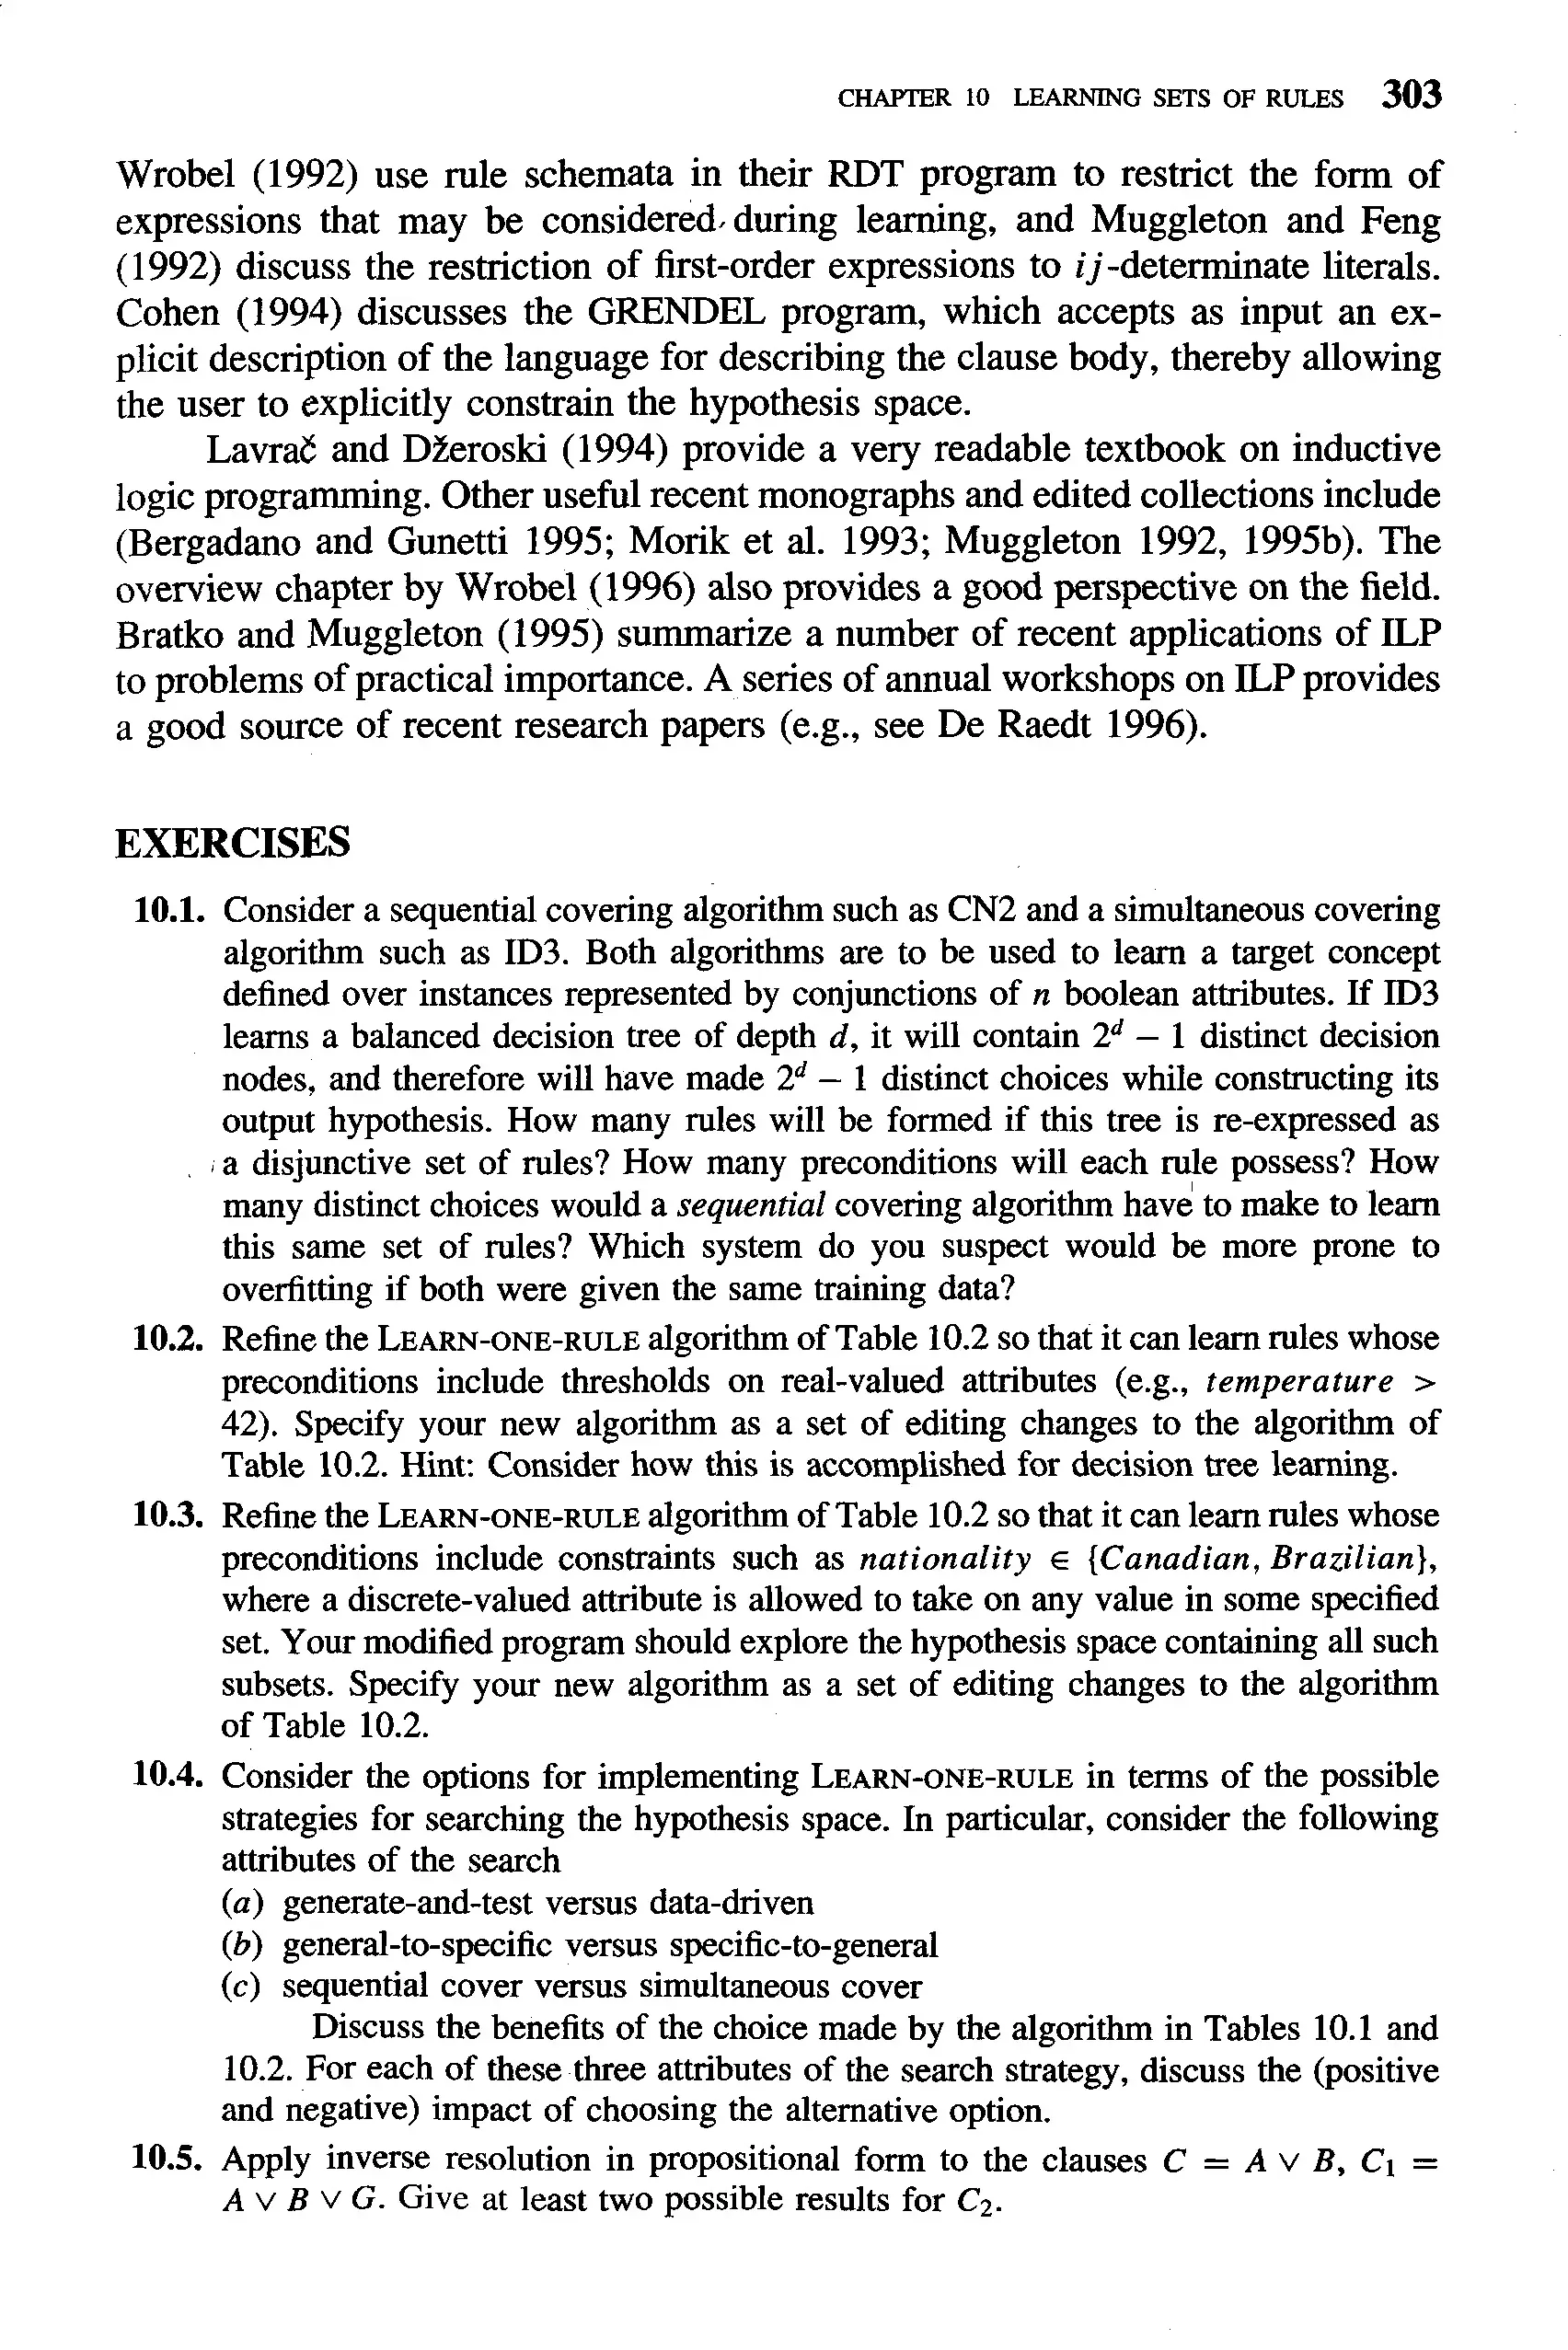 CHAPTER 10 LEARNING SETS OF RULES 303
Wrobel (1992) use rule schemata in their RDT program to restrict the form of
expressions that may be considered during learning, and Muggleton and Feng
(1992) discuss the restriction of first-order expressions to ij-determinate literals.
Cohen (1994) discusses the GRENDEL program, which accepts as input an ex-
plicit description of the language for describing the clause body, thereby allowing
the user to explicitly constrain the hypothesis space.
Lavrač and Džeroski (1994) provide a very readable textbook on inductive
logic programming. Other useful recent monographs and edited collections include
(Bergadano and Gunetti 1995; Morik et al. 1993; Muggleton 1992, 1995b). The
overview chapter by Wrobel (1996) also provides a good perspective on the field.
Bratko and Muggleton (1995) summarize a number of recent applications of ILP
to problems of practical importance. A series of annual workshops on ILP provides
a good source of recent research papers (e.g., see De Raedt 1996).
EXERCISES
10.1. Consider a sequential covering algorithm such as CN2 and a simultaneous covering
algorithm such as ID3. Both algorithms are to be used to learn a target concept
defined over instances represented by conjunctions of n boolean attributes. If ID3
learns a balanced decision tree of depth d, it will contain 2^d − 1 distinct decision
nodes, and therefore will have made 2^d − 1 distinct choices while constructing its
output hypothesis. How many rules will be formed if this tree is re-expressed as
a disjunctive set of rules? How many preconditions will each rule possess? How
many distinct choices would a sequential covering algorithm have to make to learn
this same set of rules? Which system do you suspect would be more prone to
overfitting if both were given the same training data?
10.2. Refine the LEARN-ONE-RULE algorithm of Table 10.2 so that it can learn rules whose
preconditions include thresholds on real-valued attributes (e.g., temperature >
42). Specify your new algorithm as a set of editing changes to the algorithm of
Table 10.2. Hint: Consider how this is accomplished for decision tree learning.
10.3. Refine the LEARN-ONE-RULE algorithm of Table 10.2 so that it can learn rules whose
preconditions include constraints such as nationality ∈ {Canadian, Brazilian},
where a discrete-valued attribute is allowed to take on any value in some specified
set. Your modified program should explore the hypothesis space containing all such
subsets. Specify your new algorithm as a set of editing changes to the algorithm
of Table 10.2.
10.4. Consider the options for implementing LEARN-ONE-RULE in terms of the possible
strategies for searching the hypothesis space. In particular, consider the following
attributes of the search
(a) generate-and-test versus data-driven
(b) general-to-specific versus specific-to-general
(c) sequential cover versus simultaneous cover
Discuss the benefits of the choice made by the algorithm in Tables 10.1 and
10.2. For each of these three attributes of the search strategy, discuss the (positive
and negative) impact of choosing the alternative option.
10.5. Apply inverse resolution in propositional form to the clauses C = A ∨ B, C₁ =
A ∨ B ∨ G. Give at least two possible results for C₂.